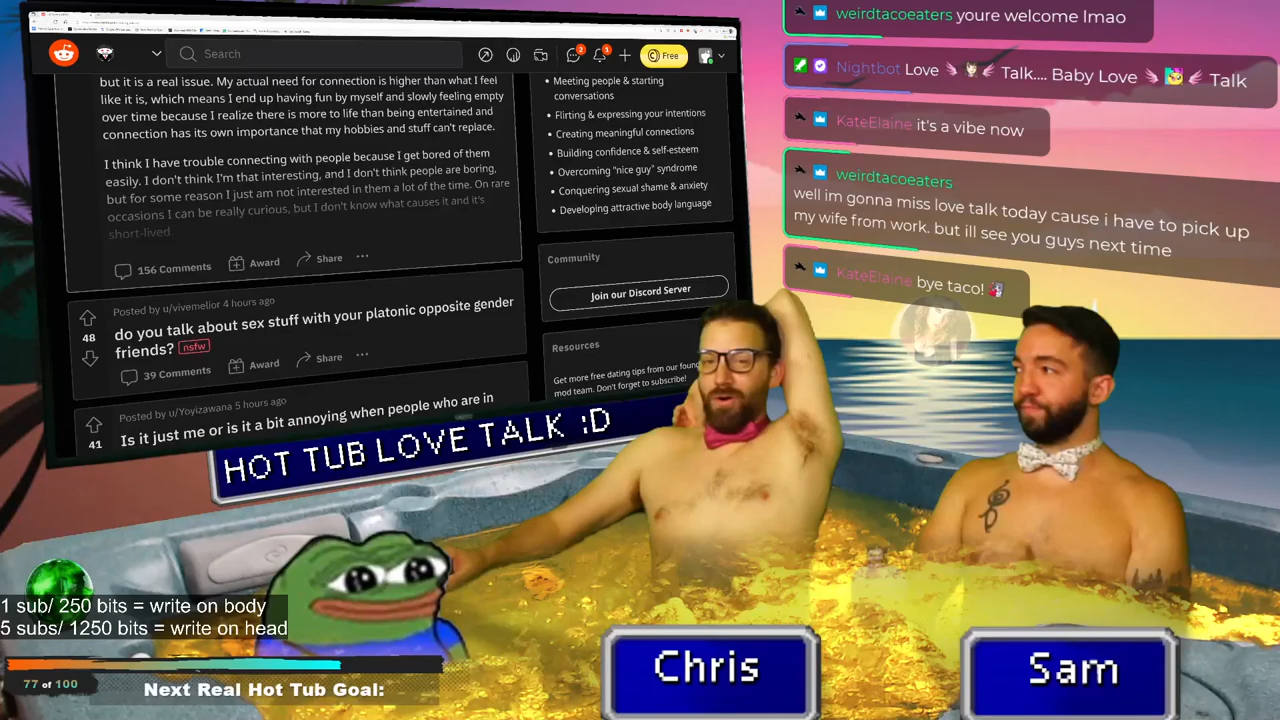 Search
2
1
Free
but it is a real issue. My actual need for connection is higher than what I feel
like it is, which means I end up having fun by myself and slowly feeling empty
over time because I realize there is more to life than being entertained and
connection has its own importance that my hobbies and stuff can't replace.
I think I have trouble connecting with people because I get bored of them
easily. I don't think I'm that interesting, and I don't think people are boring,
but for some reason I just am not interested in them a lot of the time. On rare
occasions I can be really curious, but I don't know what causes it and it's
short-lived.
156 Comments
Award
Share
Posted by u/vivemelior 4 hours ago
48
do you talk about sex stuff with your platonic opposite gender
friends? nsfw
39 Comments
Award
Share
Posted by u/Yoyizawana 5 hours ago
41
Is it just me or is it a bit annoying when people who are in
• Meeting people & starting
conversations
• Flirting & expressing your intentions
• Creating meaningful connections
• Building confidence & self-esteem
• Overcoming "nice guy" syndrome
• Conquering sexual shame & anxiety
• Developing attractive body language
Community
Join our Discord Server
Resources
Get more free dating tips from our found
mod team. Don't forget to subscribe!
HOT TUB LOVE TALK :D
weirdtacoeaters youre welcome lmao
Nightbot Love Talk.... Baby Love Talk
KateElaine it's a vibe now
weirdtacoeaters
well im gonna miss love talk today cause i have to pick up
my wife from work. but ill see you guys next time
KateElaine bye taco!
1 sub/ 250 bits = write on body
5 subs/ 1250 bits = write on head
77 of 100
Next Real Hot Tub Goal:
Chris
Sam